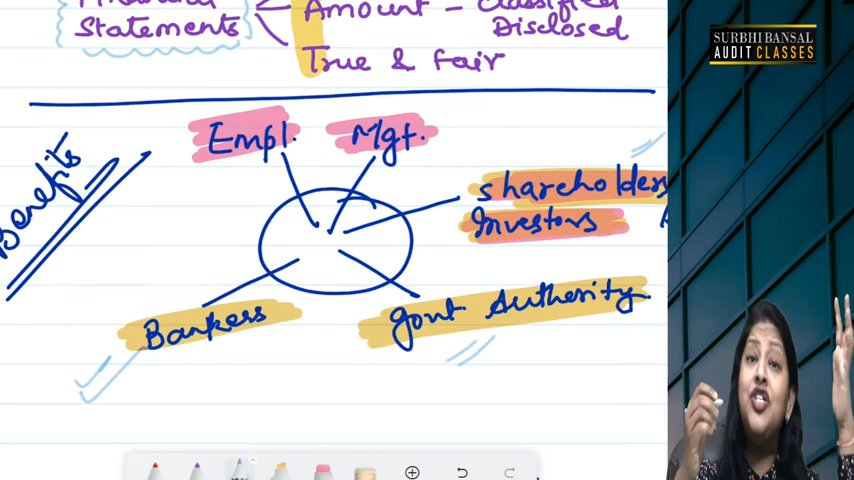 Statements
Amount - Classified
Disclosed
True & Fair
SURBHI BANSAL
AUDIT CLASSES
Benefits
Empl.
Mgt.
Shareholders
Investors
Bankers
Govt Authority